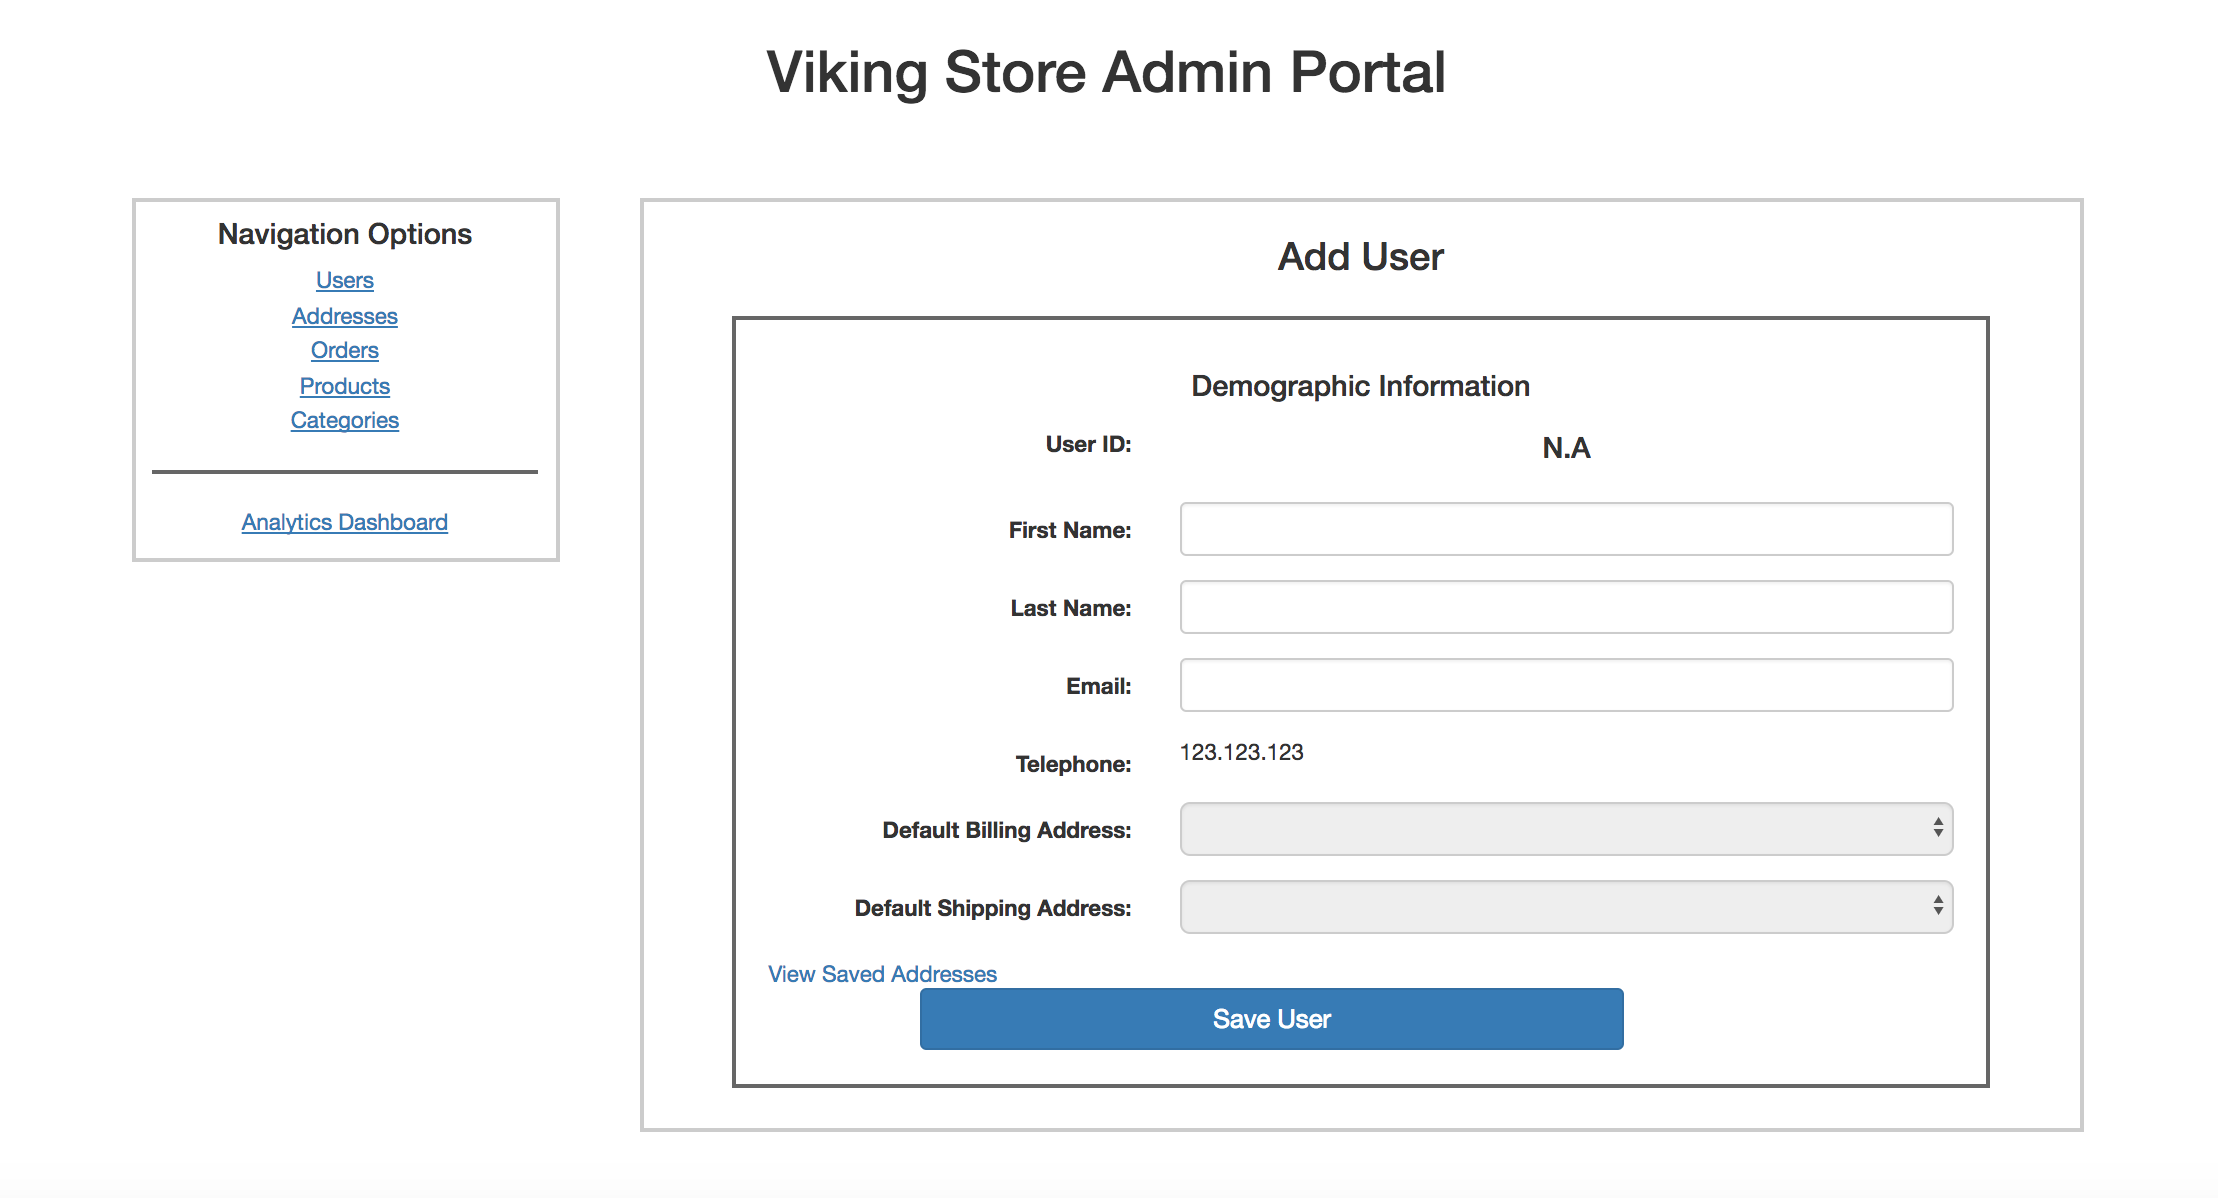 Viking Store Admin Portal
Navigation Options
Users
Addresses
Orders
Products
Categories
Analytics Dashboard
Add User
Demographic Information
User ID: N.A
First Name:
Last Name:
Email:
Telephone: 123.123.123
Default Billing Address:
Default Shipping Address:
View Saved Addresses
Save User